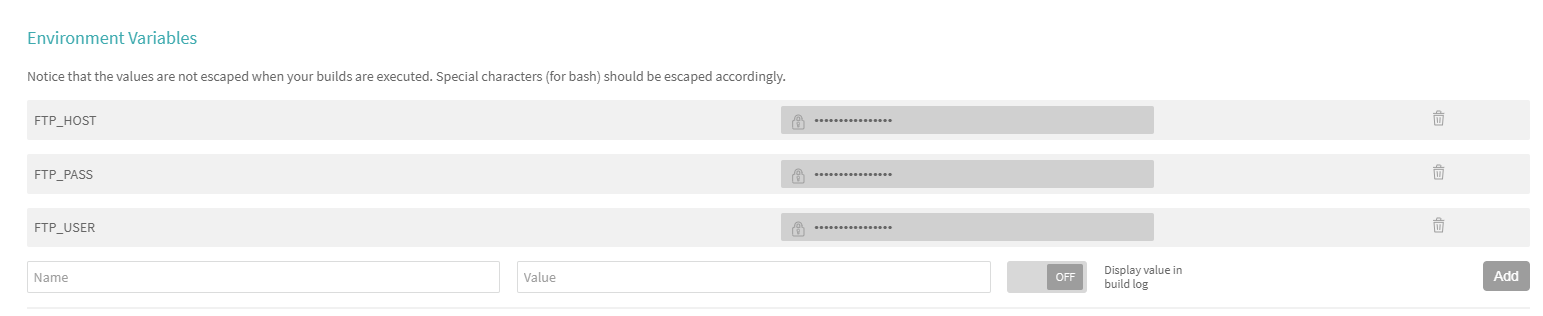 Environment Variables
Notice that the values are not escaped when your builds are executed. Special characters (for bash) should be escaped accordingly.
FTP_HOST ••••••••••••••••
FTP_PASS ••••••••••••••••
FTP_USER ••••••••••••••••
Name Value OFF Display value in
build log Add